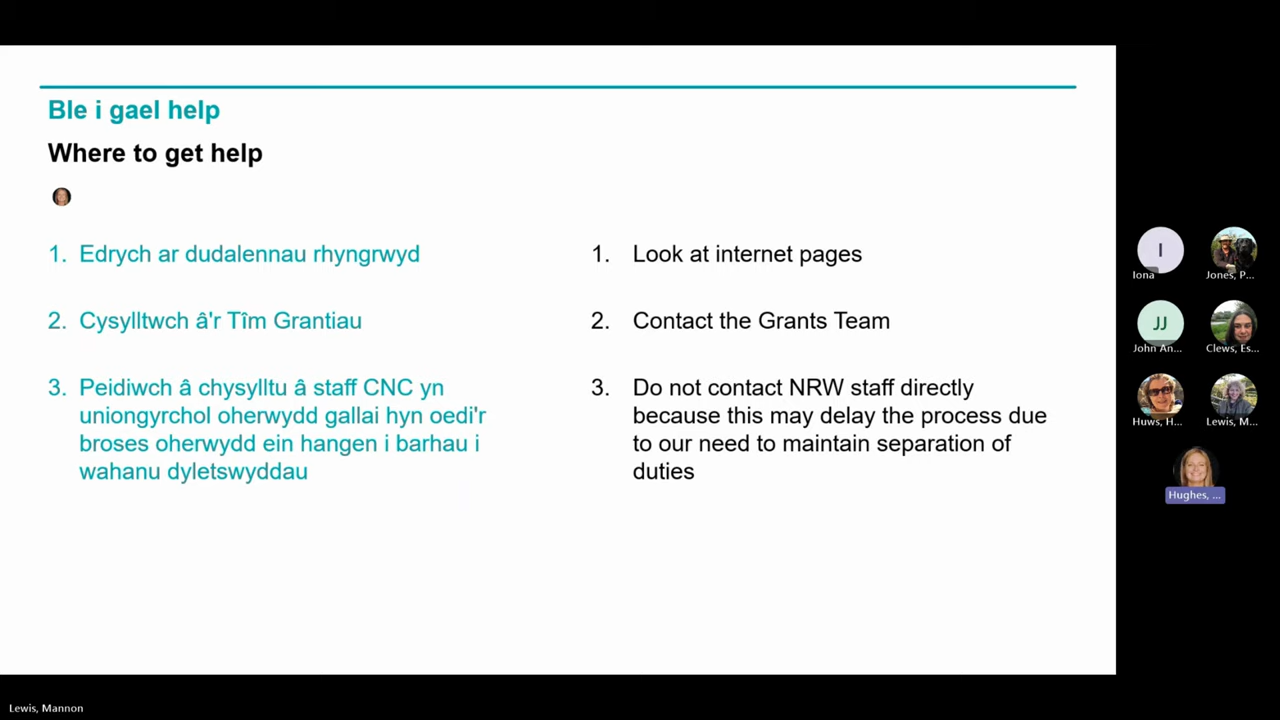 Ble i gael help
Where to get help
1. Edrych ar dudalennau rhyngrwyd
2. Cysylltwch â'r Tîm Grantiau
3. Peidiwch â chysylltu â staff CNC yn
uniongyrchol oherwydd gallai hyn oedi'r
broses oherwydd ein hangen i barhau i
wahanu dyletswyddau
1. Look at internet pages
2. Contact the Grants Team
3. Do not contact NRW staff directly
because this may delay the process due
to our need to maintain separation of
duties
I
Iona
Jones, P...
JJ
John An...
Clews, Es...
Huws, H...
Lewis, M...
Hughes, ...
Lewis, Mannon